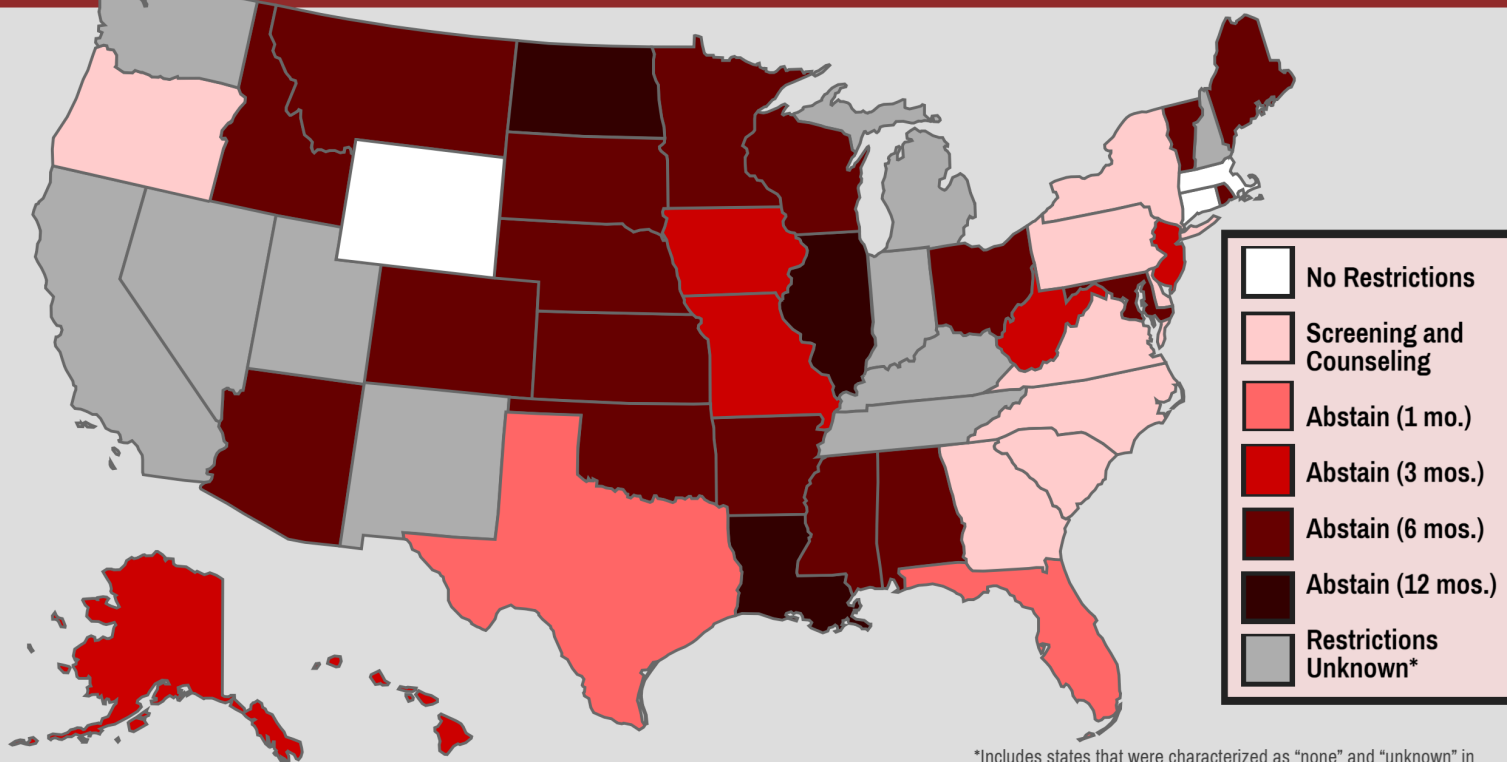 No Restrictions
Screening and
Counseling
Abstain (1 mo.)
Abstain (3 mos.)
Abstain (6 mos.)
Abstain (12 mos.)
Restrictions
Unknown*
*Includes states that were characterized as “none” and “unknown” in